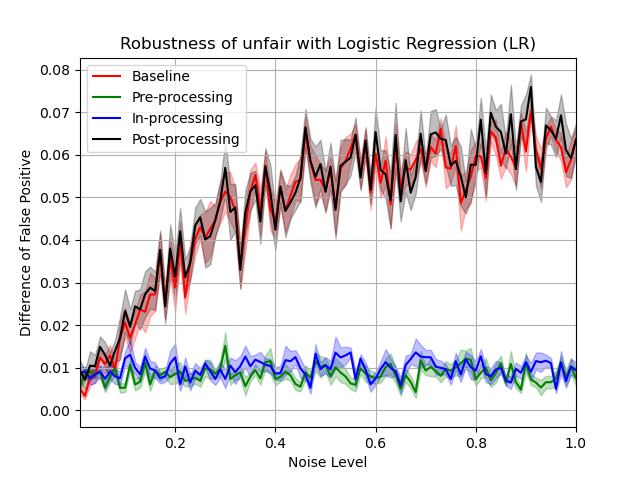 Robustness of unfair with Logistic Regression (LR)
Baseline
Pre-processing
In-processing
Post-processing
Difference of False Positive
0.08
0.07
0.06
0.05
0.04
0.03
0.02
0.01
0.00
0.2 0.4 0.6 0.8 1.0
Noise Level